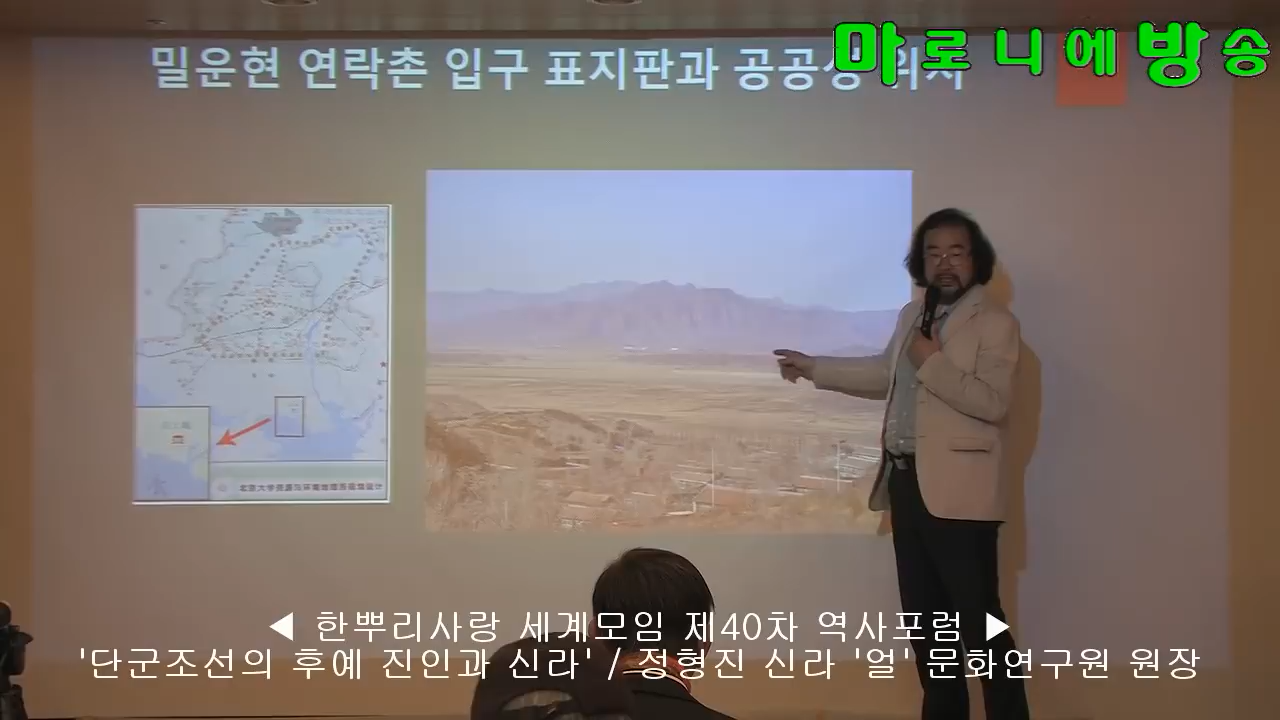 밀운현 연락촌 입구 표지판과 공공성 위치
마로니에방송
◀ 한뿌리사랑 세계모임 제40차 역사포럼 ▶
'단군조선의 후예 진인과 신라' / 정형진 신라 '얼' 문화연구원 원장